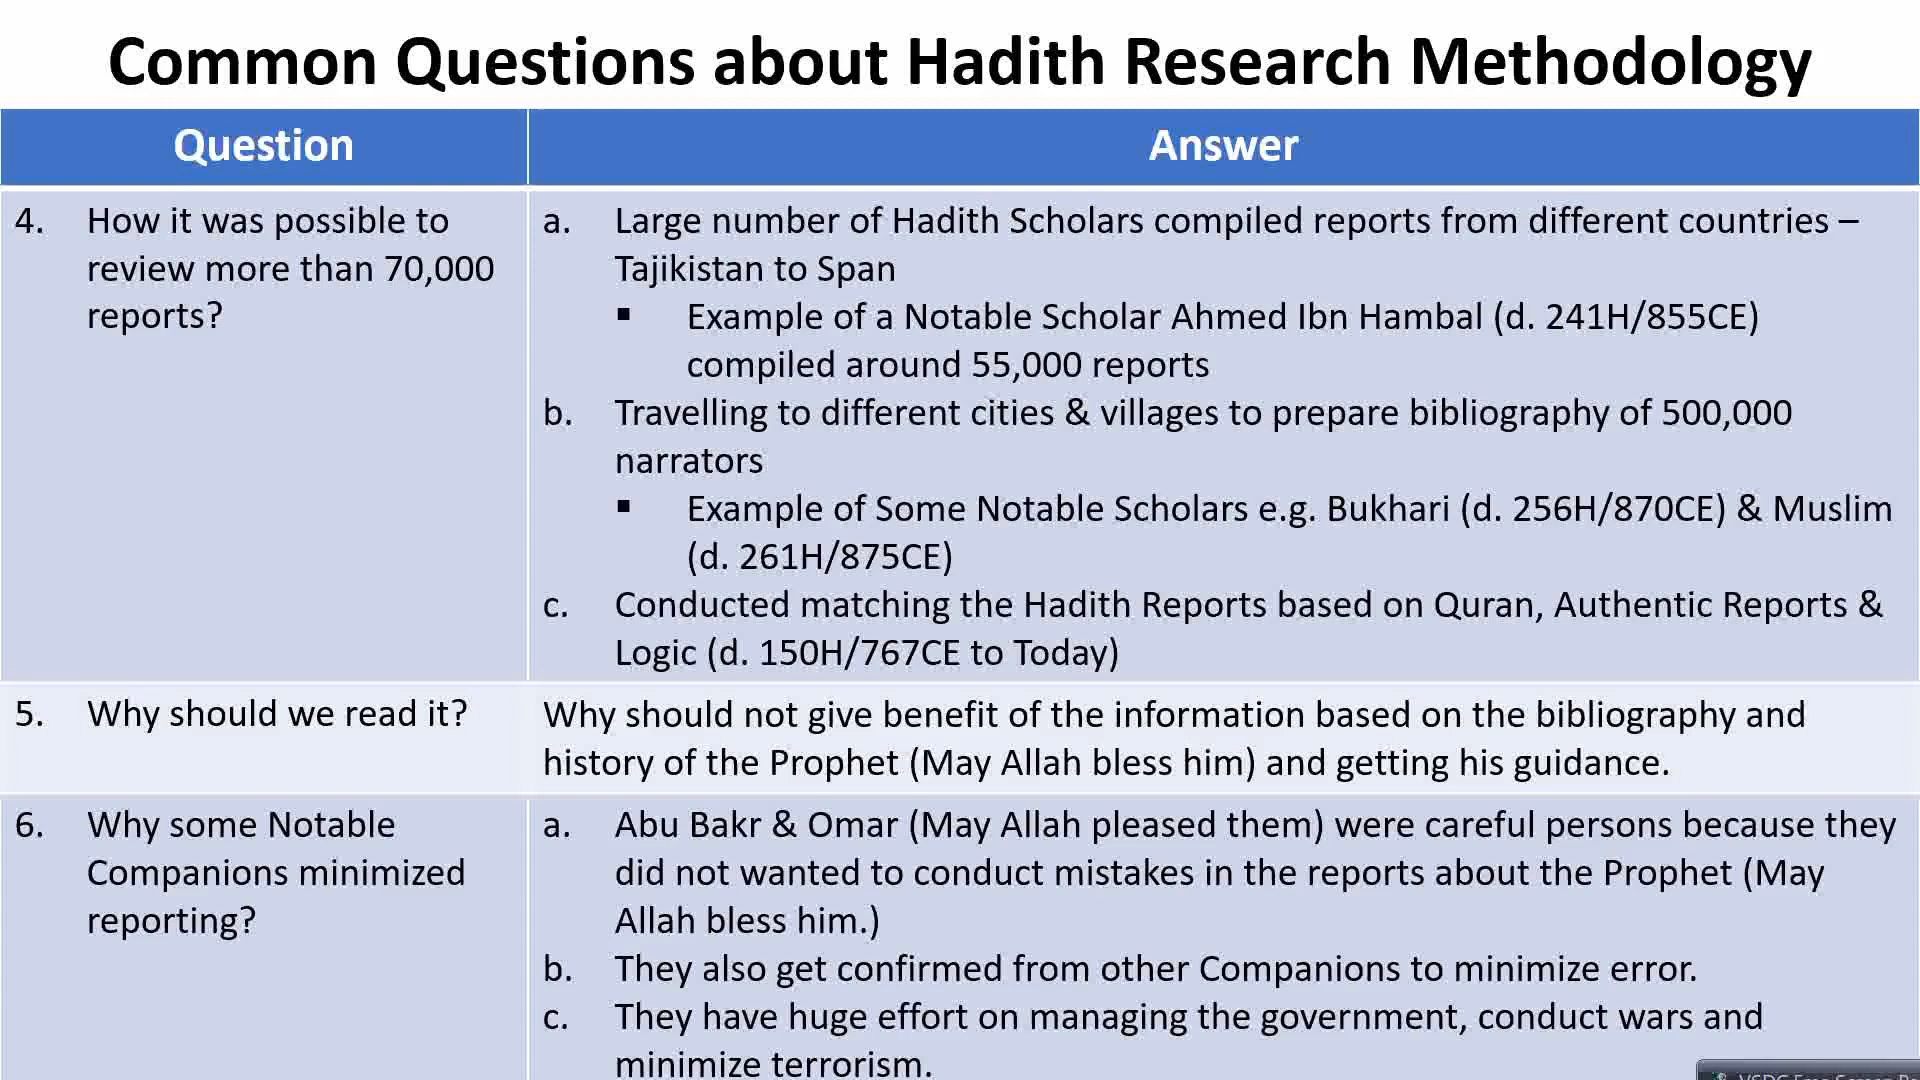 Common Questions about Hadith Research Methodology
Question
Answer
4. How it was possible to
review more than 70,000
reports?
a. Large number of Hadith Scholars compiled reports from different countries –
Tajikistan to Span
▪ Example of a Notable Scholar Ahmed Ibn Hambal (d. 241H/855CE)
compiled around 55,000 reports
b. Travelling to different cities & villages to prepare bibliography of 500,000
narrators
▪ Example of Some Notable Scholars e.g. Bukhari (d. 256H/870CE) & Muslim
(d. 261H/875CE)
c. Conducted matching the Hadith Reports based on Quran, Authentic Reports &
Logic (d. 150H/767CE to Today)
5. Why should we read it?
Why should not give benefit of the information based on the bibliography and
history of the Prophet (May Allah bless him) and getting his guidance.
6. Why some Notable
Companions minimized
reporting?
a. Abu Bakr & Omar (May Allah pleased them) were careful persons because they
did not wanted to conduct mistakes in the reports about the Prophet (May
Allah bless him.)
b. They also get confirmed from other Companions to minimize error.
c. They have huge effort on managing the government, conduct wars and
minimize terrorism.